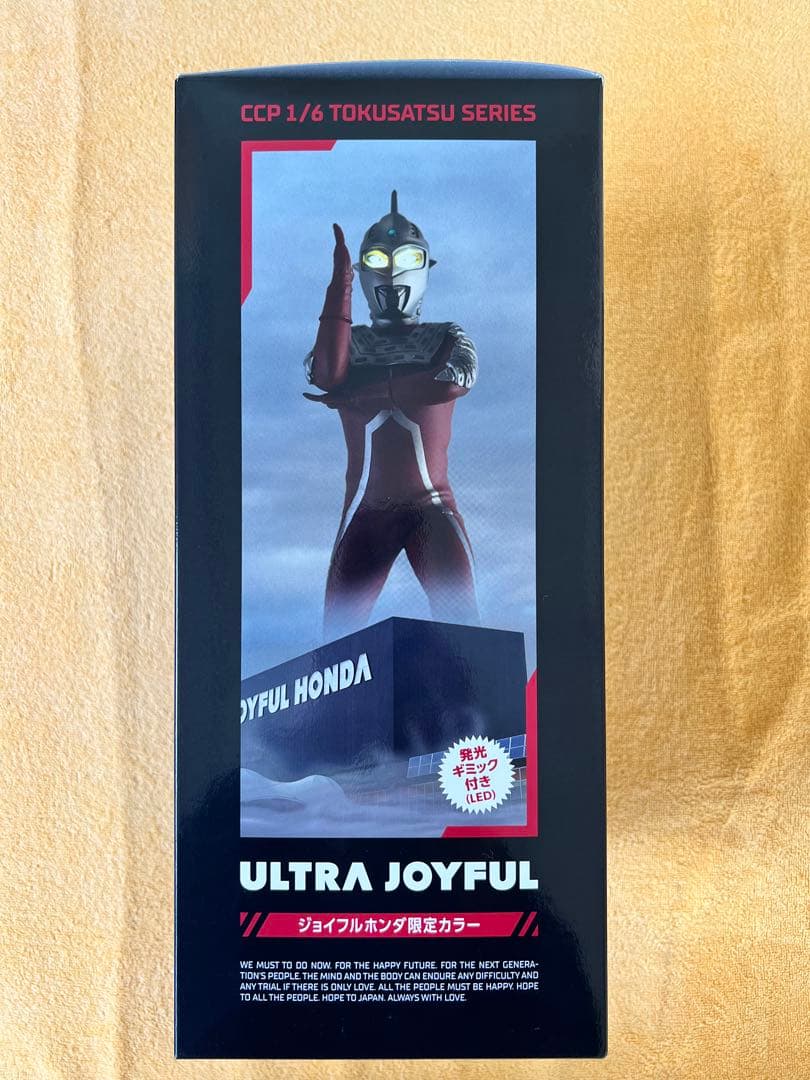 CCP 1/6 TOKUSATSU SERIES
OYFUL HONDA
発光
ギミック
付き
(LED)
ULTRA JOYFUL
ジョイフルホンダ限定カラー
WE MUST TO DO NOW. FOR THE HAPPY FUTURE. FOR THE NEXT GENERA-
TION'S PEOPLE. THE MIND AND THE BODY CAN ENDURE ANY DIFFICULTY AND
ANY TRIAL IF THERE IS ONLY LOVE. ALL THE PEOPLE MUST BE HAPPY. HOPE
TO ALL THE PEOPLE. HOPE TO JAPAN. ALWAYS WITH LOVE.